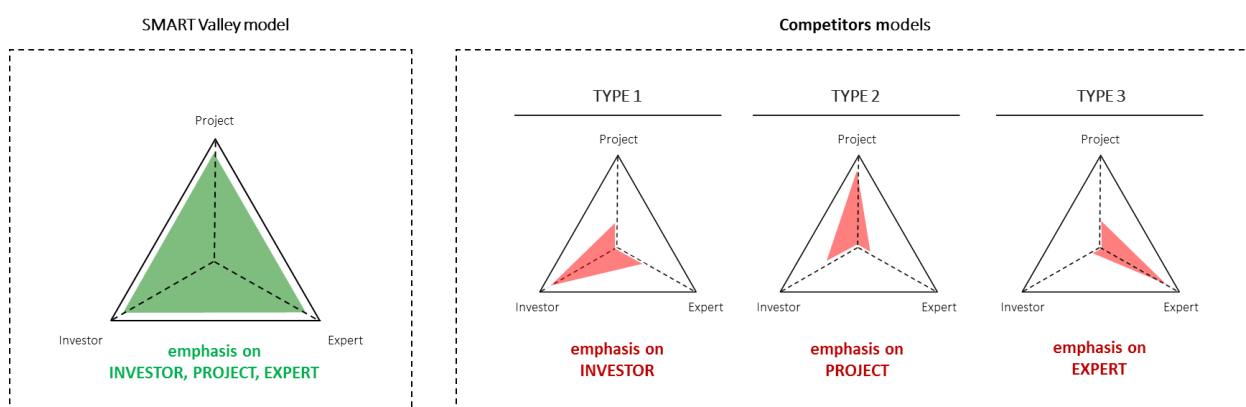 SMART Valley model
Project
Investor
Expert
emphasis on
INVESTOR, PROJECT, EXPERT
Competitors models
TYPE 1
Project
Investor
Expert
emphasis on
INVESTOR
TYPE 2
Project
Investor
Expert
emphasis on
PROJECT
TYPE 3
Project
Investor
Expert
emphasis on
EXPERT